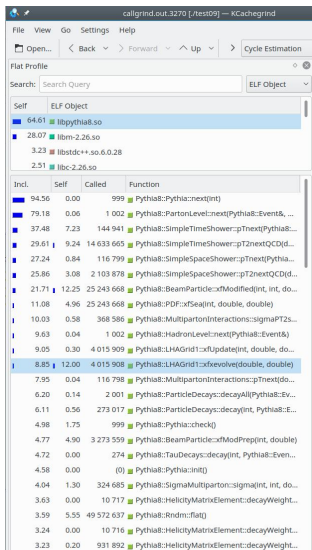 callgrind.out.3270 [./test09] — KCachegrind
File View Go Settings Help
Open... < Back > Forward Up > Cycle Estimation
Flat Profile
Search: Search Query ELF Object
Self ELF Object
64.61 libpythia8.so
28.07 libm-2.26.so
3.23 libstdc++.so.6.0.28
2.51 libc-2.26.so
Incl. Self Called Function
94.56 0.00 999 Pythia8::Pythia::next(int)
79.18 0.06 1 002 Pythia8::PartonLevel::next(Pythia8::Event&, ...
37.48 7.23 144 941 Pythia8::SimpleTimeShower::pTnext(Pythia8:...
29.61 9.24 14 633 665 Pythia8::SimpleTimeShower::pT2nextQCD(d...
27.24 0.84 116 799 Pythia8::SimpleSpaceShower::pTnext(Pythia...
25.86 3.08 2 103 878 Pythia8::SimpleSpaceShower::pT2nextQCD(d...
21.71 12.25 25 243 668 Pythia8::BeamParticle::xfModified(int, int, do...
11.08 4.96 25 243 668 Pythia8::PDF::xfSea(int, double, double)
10.03 0.58 368 586 Pythia8::MultipartonInteractions::sigmaPT2s...
9.63 0.04 1 002 Pythia8::HadronLevel::next(Pythia8::Event&)
9.05 0.30 4 015 909 Pythia8::LHAGrid1::xfUpdate(int, double, do...
8.85 12.00 4 015 908 Pythia8::LHAGrid1::xfxevolve(double, double)
7.95 0.04 116 798 Pythia8::MultipartonInteractions::pTnext(do...
6.20 0.14 2 001 Pythia8::ParticleDecays::decayAll(Pythia8::Ev...
6.11 0.56 273 017 Pythia8::ParticleDecays::decay(int, Pythia8::E...
4.98 1.75 999 Pythia8::Pythia::check()
4.77 4.90 3 273 559 Pythia8::BeamParticle::xfModPrep(int, double)
4.72 0.00 274 Pythia8::TauDecays::decay(int, Pythia8::Even...
4.58 0.00 (0) Pythia8::Pythia::init()
4.04 1.30 324 685 Pythia8::SigmaMultiparton::sigma(int, int, do...
3.63 0.00 10 717 Pythia8::HelicityMatrixElement::decayWeight...
3.59 5.55 49 572 637 Pythia8::Rndm::flat()
3.24 0.00 10 716 Pythia8::HelicityMatrixElement::decayWeight...
3.23 0.20 931 892 Pythia8::HelicityMatrixElement::decayWeight...